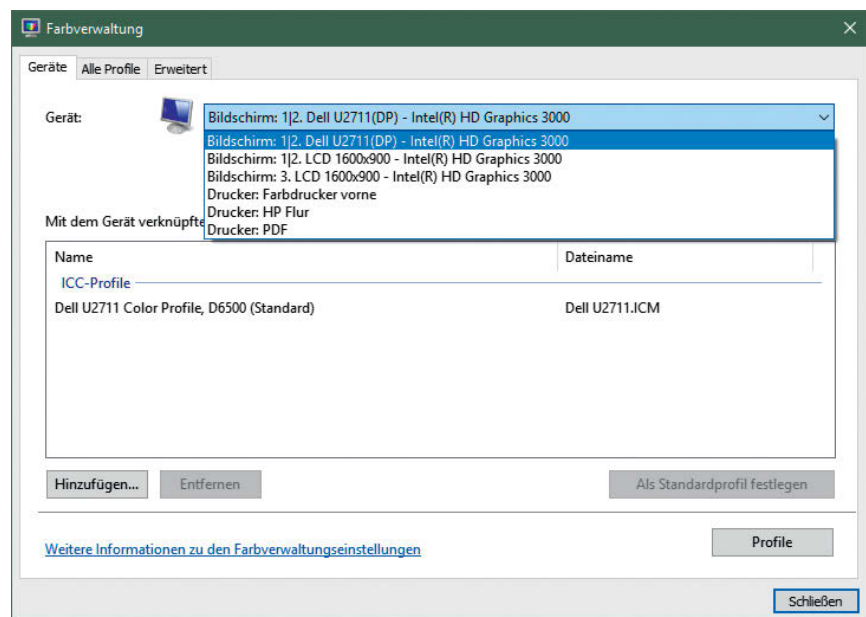 Farbverwaltung
Geräte Alle Profile Erweitert
Gerät: Bildschirm: 1|2. Dell U2711(DP) - Intel(R) HD Graphics 3000
Bildschirm: 1|2. Dell U2711(DP) - Intel(R) HD Graphics 3000
Bildschirm: 1|2. LCD 1600x900 - Intel(R) HD Graphics 3000
Bildschirm: 3. LCD 1600x900 - Intel(R) HD Graphics 3000
Drucker: Farbdrucker vorne
Drucker: HP Flur
Drucker: PDF
Mit dem Gerät verknüpfte
Name Dateiname
ICC-Profile
Dell U2711 Color Profile, D6500 (Standard) Dell U2711.ICM
Hinzufügen... Entfernen Als Standardprofil festlegen
Weitere Informationen zu den Farbverwaltungseinstellungen Profile
Schließen